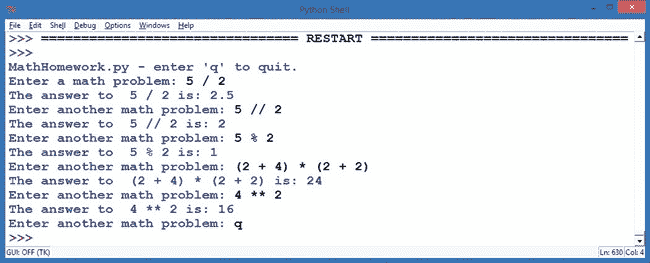 Python Shell
File Edit Shell Debug Options Windows Help
>>> ================================ RESTART ================================
>>>
MathHomework.py - enter 'q' to quit.
Enter a math problem: 5 / 2
The answer to  5 / 2 is: 2.5
Enter another math problem: 5 // 2
The answer to  5 // 2 is: 2
Enter another math problem: 5 % 2
The answer to  5 % 2 is: 1
Enter another math problem: (2 + 4) * (2 + 2)
The answer to  (2 + 4) * (2 + 2) is: 24
Enter another math problem: 4 ** 2
The answer to  4 ** 2 is: 16
Enter another math problem: q
>>>
GUI: OFF (TK) Ln: 630 Col: 4